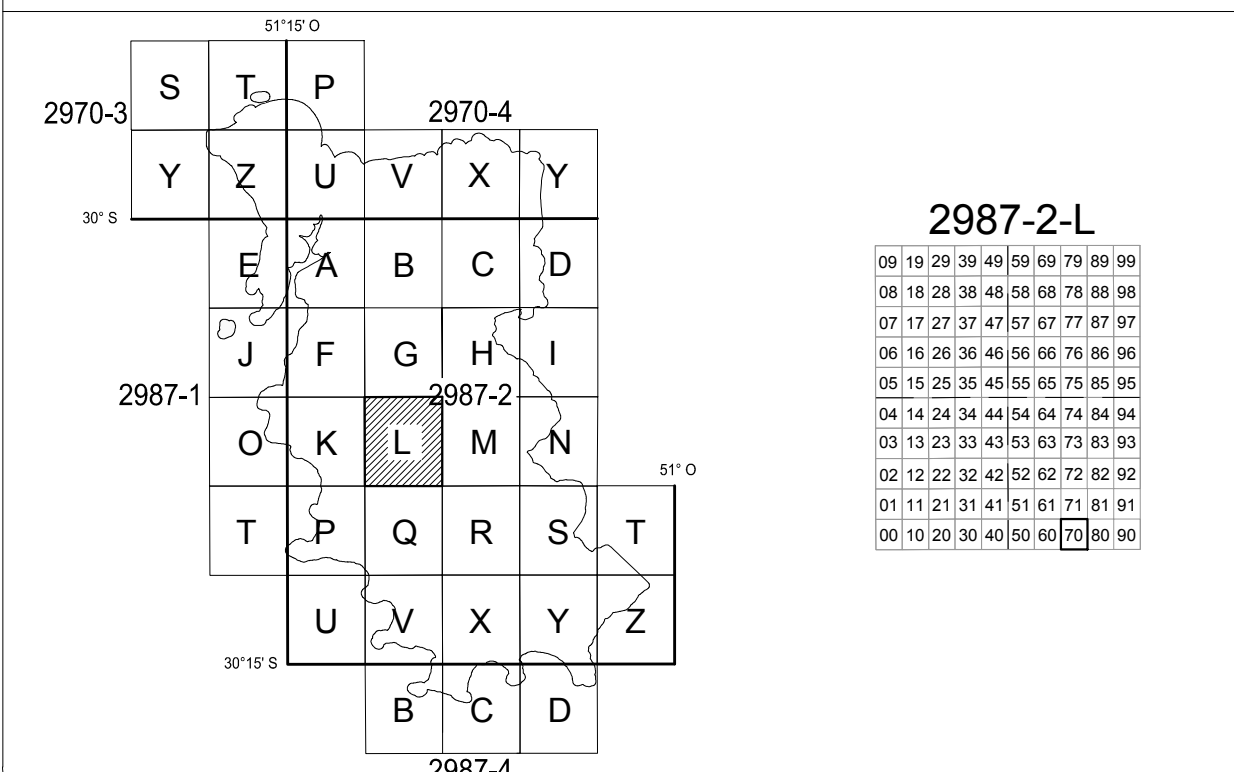 51°15' O
S T P
2970-3 2970-4
Y Z U V X Y
30° S
E A B C D
J F G H I
2987-1 2987-2
O K L M N
51° O
T P Q R S T
U V X Y Z
30°15' S
B C D
2987-4
2987-2-L
09 19 29 39 49 59 69 79 89 99
08 18 28 38 48 58 68 78 88 98
07 17 27 37 47 57 67 77 87 97
06 16 26 36 46 56 66 76 86 96
05 15 25 35 45 55 65 75 85 95
04 14 24 34 44 54 64 74 84 94
03 13 23 33 43 53 63 73 83 93
02 12 22 32 42 52 62 72 82 92
01 11 21 31 41 51 61 71 81 91
00 10 20 30 40 50 60 70 80 90